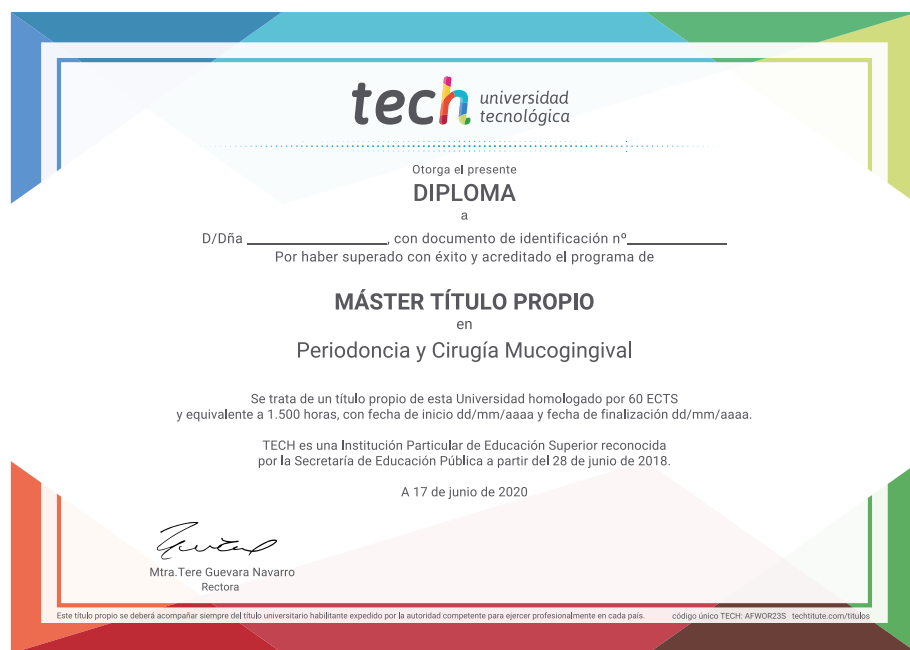 tech universidad
tecnológica
Otorga el presente
DIPLOMA
a
D/Dña ____________________, con documento de identificación nº______________
Por haber superado con éxito y acreditado el programa de
MÁSTER TÍTULO PROPIO
en
Periodoncia y Cirugía Mucogingival
Se trata de un título propio de esta Universidad homologado por 60 ECTS
y equivalente a 1.500 horas, con fecha de inicio dd/mm/aaaa y fecha de finalización dd/mm/aaaa.
TECH es una Institución Particular de Educación Superior reconocida
por la Secretaría de Educación Pública a partir del 28 de junio de 2018.
A 17 de junio de 2020
Mtra.Tere Guevara Navarro
Rectora
Este título propio se deberá acompañar siempre del título universitario habilitante expedido por la autoridad competente para ejercer profesionalmente en cada país. código único TECH: AFWOR23S techtitute.com/titulos